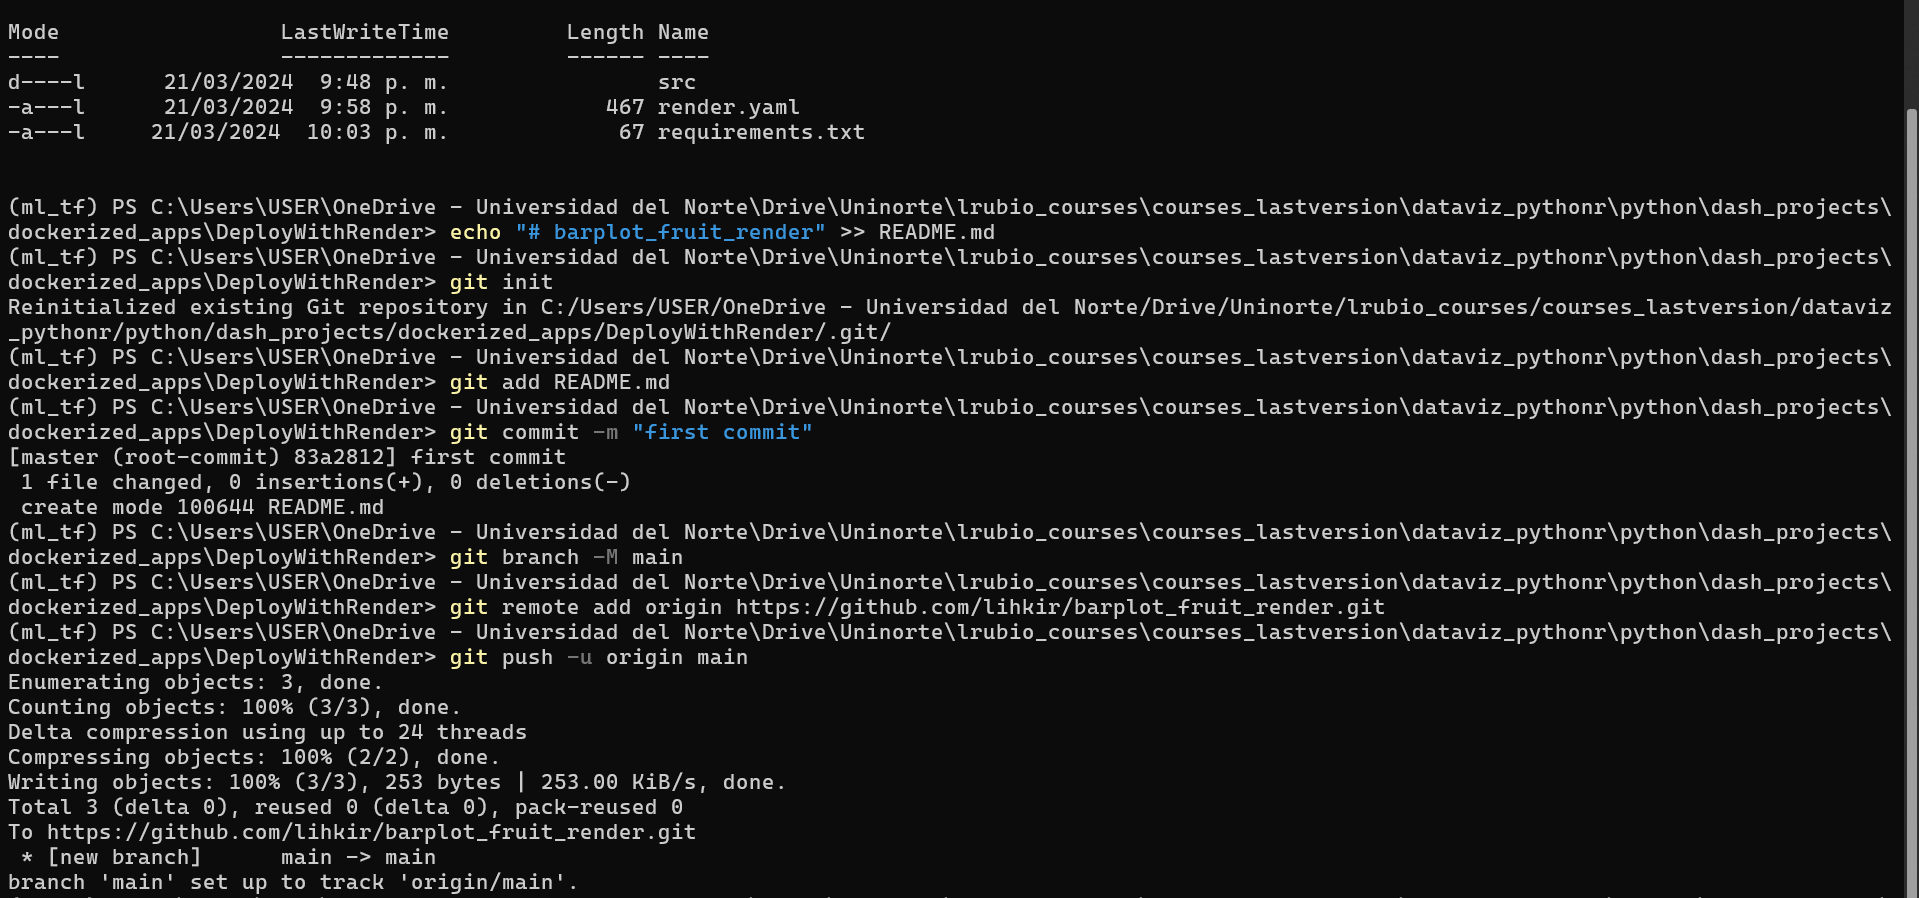 Mode                 LastWriteTime         Length Name
----                 -------------         ------ ----
d----l      21/03/2024  9:48 p. m.                src
-a---l      21/03/2024  9:58 p. m.            467 render.yaml
-a---l     21/03/2024  10:03 p. m.             67 requirements.txt
(ml_tf) PS C:\Users\USER\OneDrive - Universidad del Norte\Drive\Uninorte\lrubio_courses\courses_lastversion\dataviz_pythonr\python\dash_projects\
dockerized_apps\DeployWithRender> echo "# barplot_fruit_render" >> README.md
(ml_tf) PS C:\Users\USER\OneDrive - Universidad del Norte\Drive\Uninorte\lrubio_courses\courses_lastversion\dataviz_pythonr\python\dash_projects\
dockerized_apps\DeployWithRender> git init
Reinitialized existing Git repository in C:/Users/USER/OneDrive - Universidad del Norte/Drive/Uninorte/lrubio_courses/courses_lastversion/dataviz
_pythonr/python/dash_projects/dockerized_apps/DeployWithRender/.git/
(ml_tf) PS C:\Users\USER\OneDrive - Universidad del Norte\Drive\Uninorte\lrubio_courses\courses_lastversion\dataviz_pythonr\python\dash_projects\
dockerized_apps\DeployWithRender> git add README.md
(ml_tf) PS C:\Users\USER\OneDrive - Universidad del Norte\Drive\Uninorte\lrubio_courses\courses_lastversion\dataviz_pythonr\python\dash_projects\
dockerized_apps\DeployWithRender> git commit -m "first commit"
[master (root-commit) 83a2812] first commit
 1 file changed, 0 insertions(+), 0 deletions(-)
 create mode 100644 README.md
(ml_tf) PS C:\Users\USER\OneDrive - Universidad del Norte\Drive\Uninorte\lrubio_courses\courses_lastversion\dataviz_pythonr\python\dash_projects\
dockerized_apps\DeployWithRender> git branch -M main
(ml_tf) PS C:\Users\USER\OneDrive - Universidad del Norte\Drive\Uninorte\lrubio_courses\courses_lastversion\dataviz_pythonr\python\dash_projects\
dockerized_apps\DeployWithRender> git remote add origin https://github.com/lihkir/barplot_fruit_render.git
(ml_tf) PS C:\Users\USER\OneDrive - Universidad del Norte\Drive\Uninorte\lrubio_courses\courses_lastversion\dataviz_pythonr\python\dash_projects\
dockerized_apps\DeployWithRender> git push -u origin main
Enumerating objects: 3, done.
Counting objects: 100% (3/3), done.
Delta compression using up to 24 threads
Compressing objects: 100% (2/2), done.
Writing objects: 100% (3/3), 253 bytes | 253.00 KiB/s, done.
Total 3 (delta 0), reused 0 (delta 0), pack-reused 0
To https://github.com/lihkir/barplot_fruit_render.git
 * [new branch]      main -> main
branch 'main' set up to track 'origin/main'.